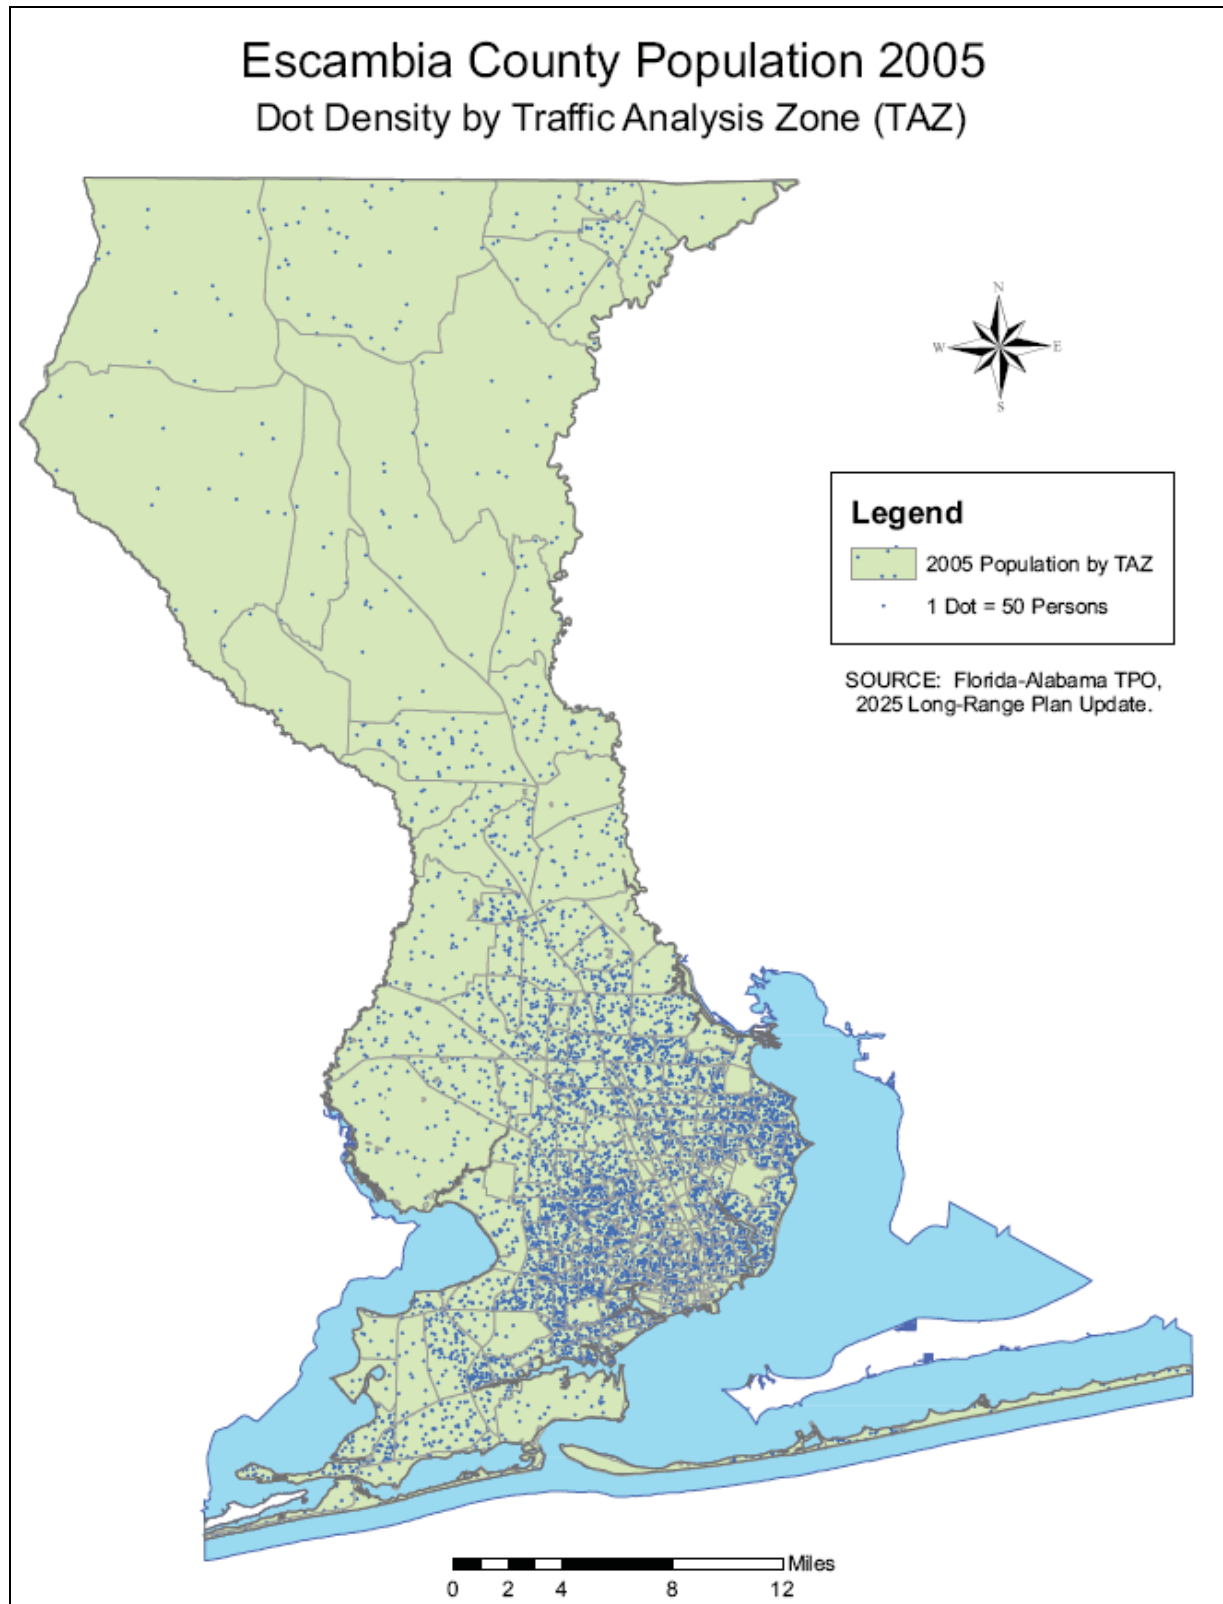 Escambia County Population 2005
Dot Density by Traffic Analysis Zone (TAZ)
N
W
E
S
Legend
2005 Population by TAZ
1 Dot = 50 Persons
SOURCE: Florida-Alabama TPO,
2025 Long-Range Plan Update.
Miles
0 2 4 8 12